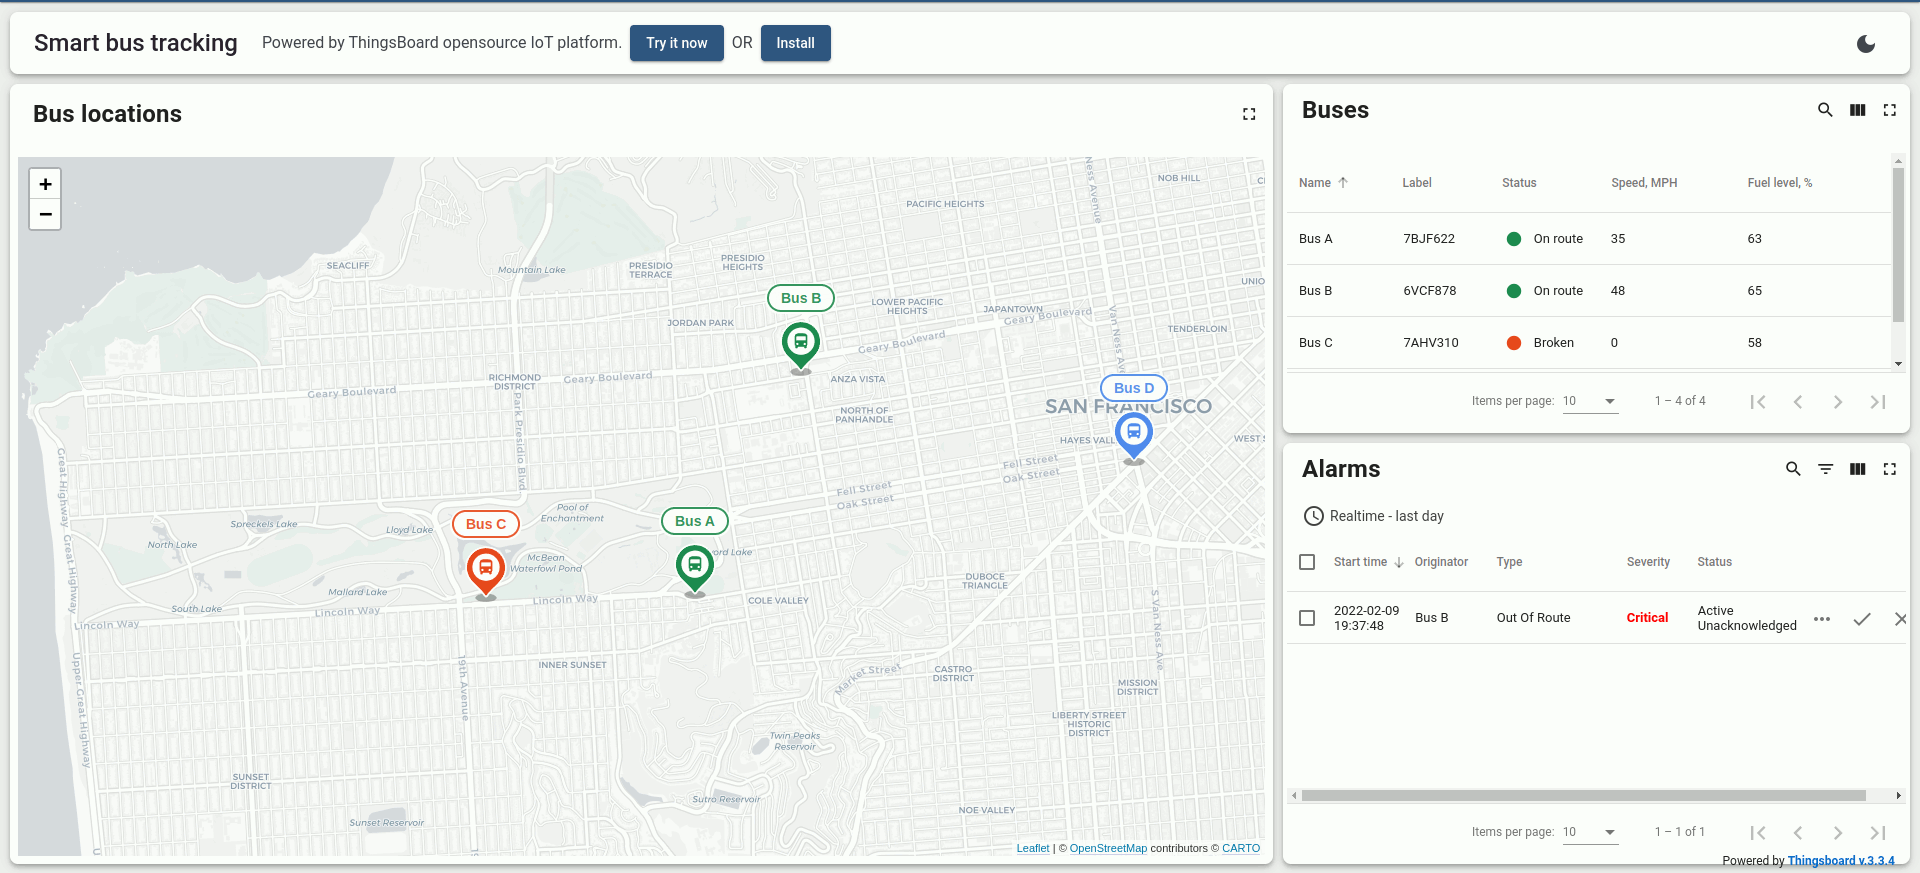 Smart bus tracking
Powered by ThingsBoard opensource IoT platform.
Try it now
OR
Install
Bus locations
+
−
NOB HILL
PACIFIC HEIGHTS
Ness Avenue
SEACLIFF
Mountain Lake
PRESIDIO
TERRACE
PRESIDIO
HEIGHTS
UNIO
Bus B
LOWER PACIFIC
HEIGHTS
JAPANTOWN
Geary Boulevard
JORDAN PARK
TENDERLOIN
Van Ness Ave
Geary Boulevard
RICHMOND
DISTRICT
Geary Boulevard
ANZA VISTA
Geary Boulevard
Bus D
SAN FRANCISCO
Park Presidio Blvd
NORTH OF
PANHANDLE
HAYES VALL
WEST S
Great Highway
Fell Street
Oak Street
Fell Street
Oak Street
Pool of
Enchantment
Spreckels Lake
Lloyd Lake
Bus C
Bus A
North Lake
Great Highway
McBean
Waterfowl Pond
ord Lake
DUBOCE
TRIANGLE
Mallard Lake
South Lake
Lincoln Way
Lincoln Way
COLE VALLEY
Lincoln Way
S Van Ness Ave
INNER SUNSET
19th Avenue
Upper Great Highway
Market Street
CASTRO
DISTRICT
MISSION
DISTRICT
LIBERTY STREET
HISTORIC
DISTRICT
Twin Peaks
Reservoir
SUNSET
DISTRICT
Sutro Reservoir
NOE VALLEY
Sunset Reservoir
Leaflet | © OpenStreetMap contributors © CARTO
Buses
Name Label Status Speed, MPH Fuel level, %
Bus A 7BJF622 On route 35 63
Bus B 6VCF878 On route 48 65
Bus C 7AHV310 Broken 0 58
Items per page: 10 1 – 4 of 4
Alarms
Realtime - last day
Start time Originator Type Severity Status
2022-02-09
19:37:48
Bus B
Out Of Route
Critical
Active
Unacknowledged
Items per page: 10 1 – 1 of 1
Powered by Thingsboard v.3.3.4